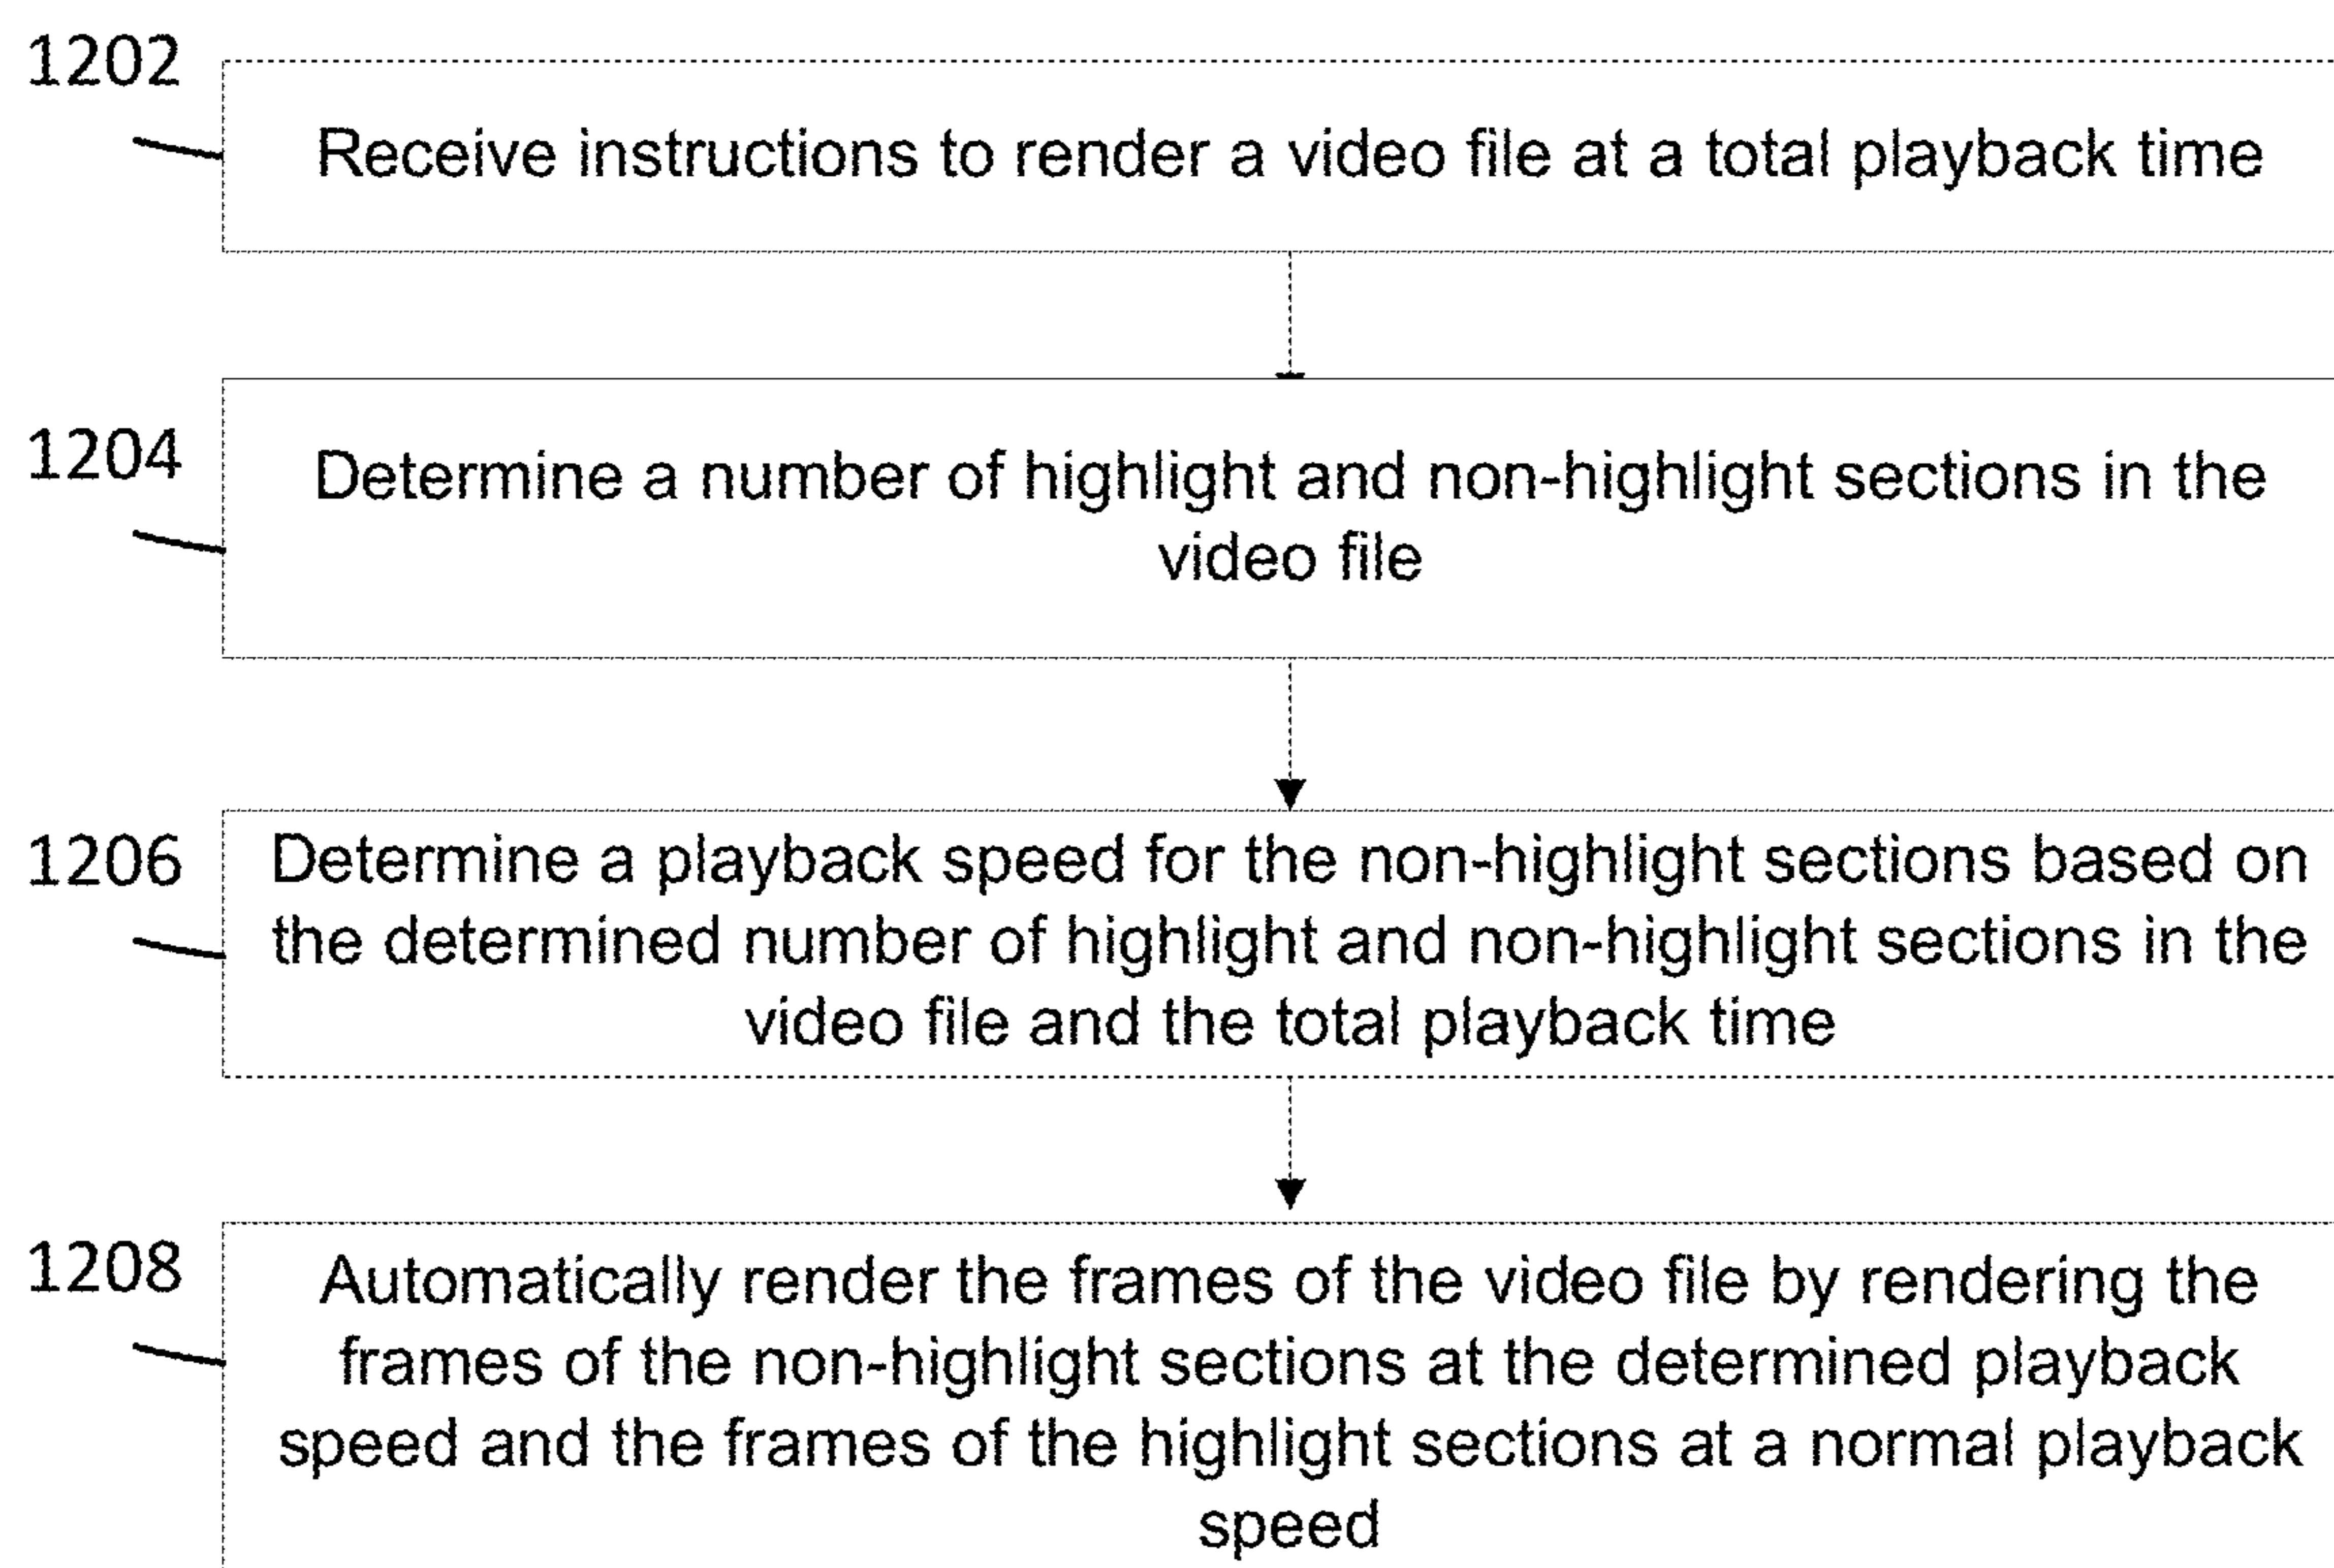 1202
Receive instructions to render a video file at a total playback time
1204
Determine a number of highlight and non-highlight sections in the
video file
1206
Determine a playback speed for the non-highlight sections based on
the determined number of highlight and non-highlight sections in the
video file and the total playback time
1208
Automatically render the frames of the video file by rendering the
frames of the non-highlight sections at the determined playback
speed and the frames of the highlight sections at a normal playback
speed